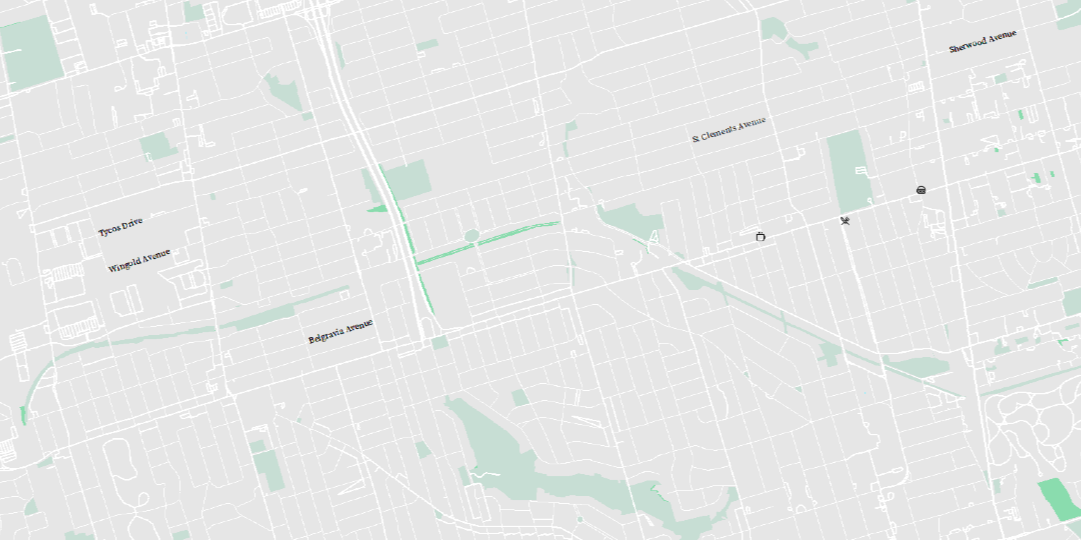 Sherwood Avenue
St Clements Avenue
Tycos Drive
Wingold Avenue
Belgravia Avenue